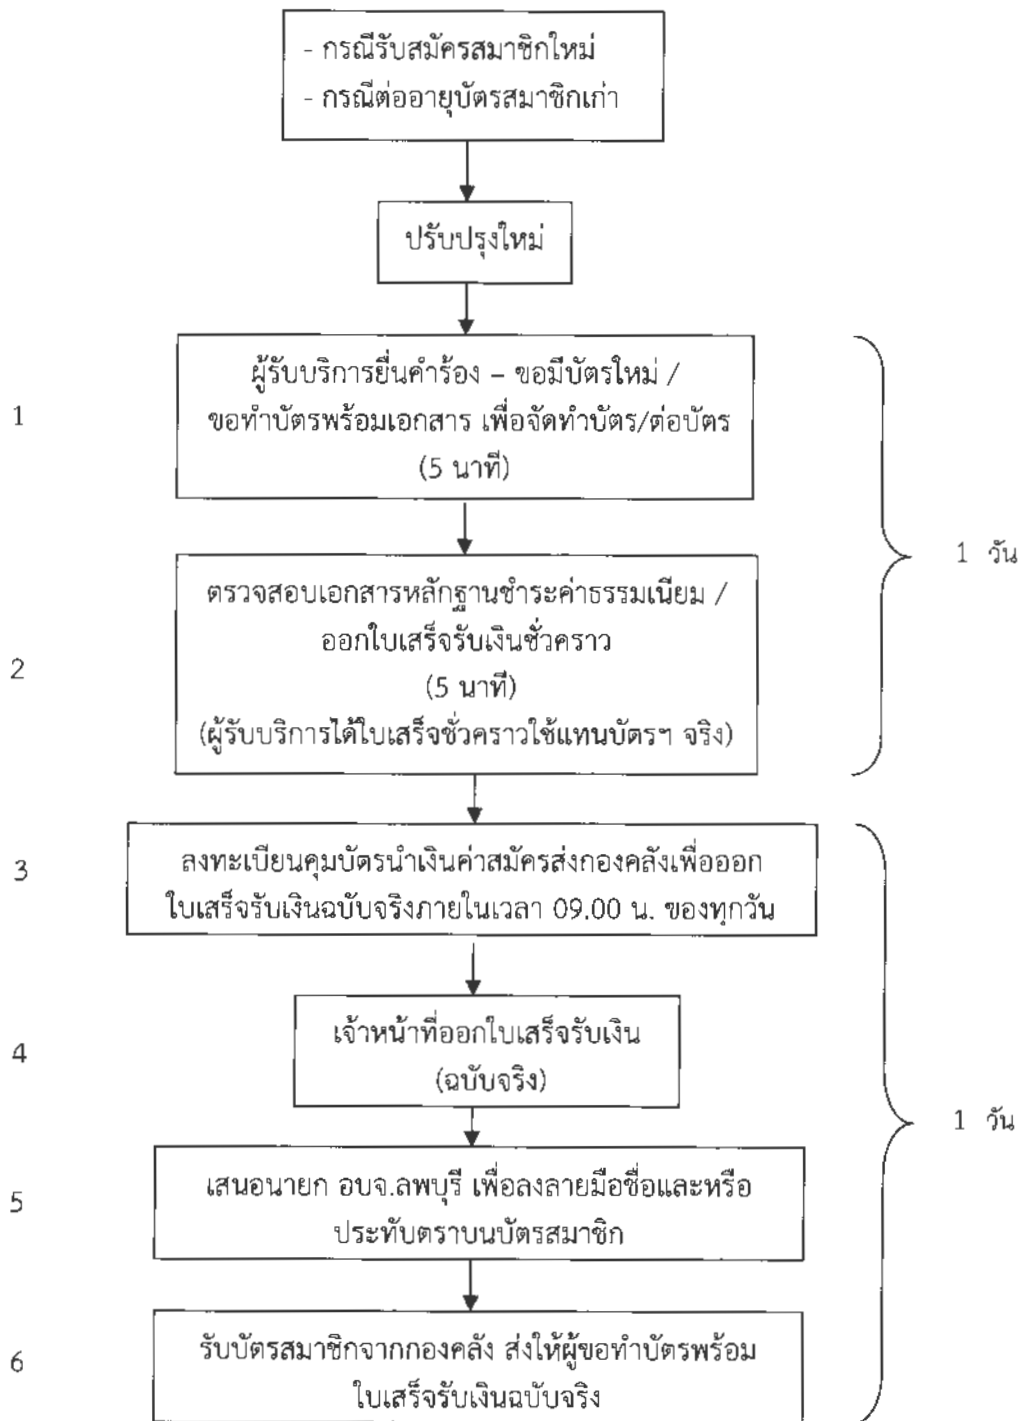 - กรณีรับสมัครสมาชิกใหม่
- กรณีต่ออายุบัตรสมาชิกเก่า
ปรับปรุงใหม่
1
ผู้รับบริการยื่นคำร้อง – ขอมีบัตรใหม่ /
ขอทำบัตรพร้อมเอกสาร เพื่อจัดทำบัตร/ต่อบัตร
(5 นาที)
2
ตรวจสอบเอกสารหลักฐานชำระค่าธรรมเนียม /
ออกใบเสร็จรับเงินชั่วคราว
(5 นาที)
(ผู้รับบริการได้ใบเสร็จชั่วคราวใช้แทนบัตรฯ จริง)
1 วัน
3
ลงทะเบียนคุมบัตรนำเงินค่าสมัครส่งกองคลังเพื่อออก
ใบเสร็จรับเงินฉบับจริงภายในเวลา 09.00 น. ของทุกวัน
4
เจ้าหน้าที่ออกใบเสร็จรับเงิน
(ฉบับจริง)
5
เสนอนายก อบจ.ลพบุรี เพื่อลงลายมือชื่อและหรือ
ประทับตราบนบัตรสมาชิก
6
รับบัตรสมาชิกจากกองคลัง ส่งให้ผู้ขอทำบัตรพร้อม
ใบเสร็จรับเงินฉบับจริง
1 วัน